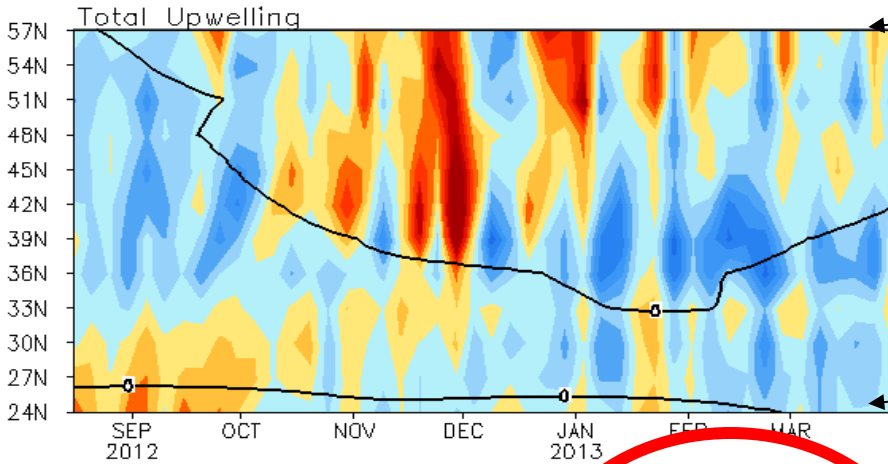 Total Upwelling
57N
54N
51N
48N
45N
42N
39N
36N
33N
30N
27N
24N
0
0
0
SEP OCT NOV DEC JAN FEB MAR
2012 2013